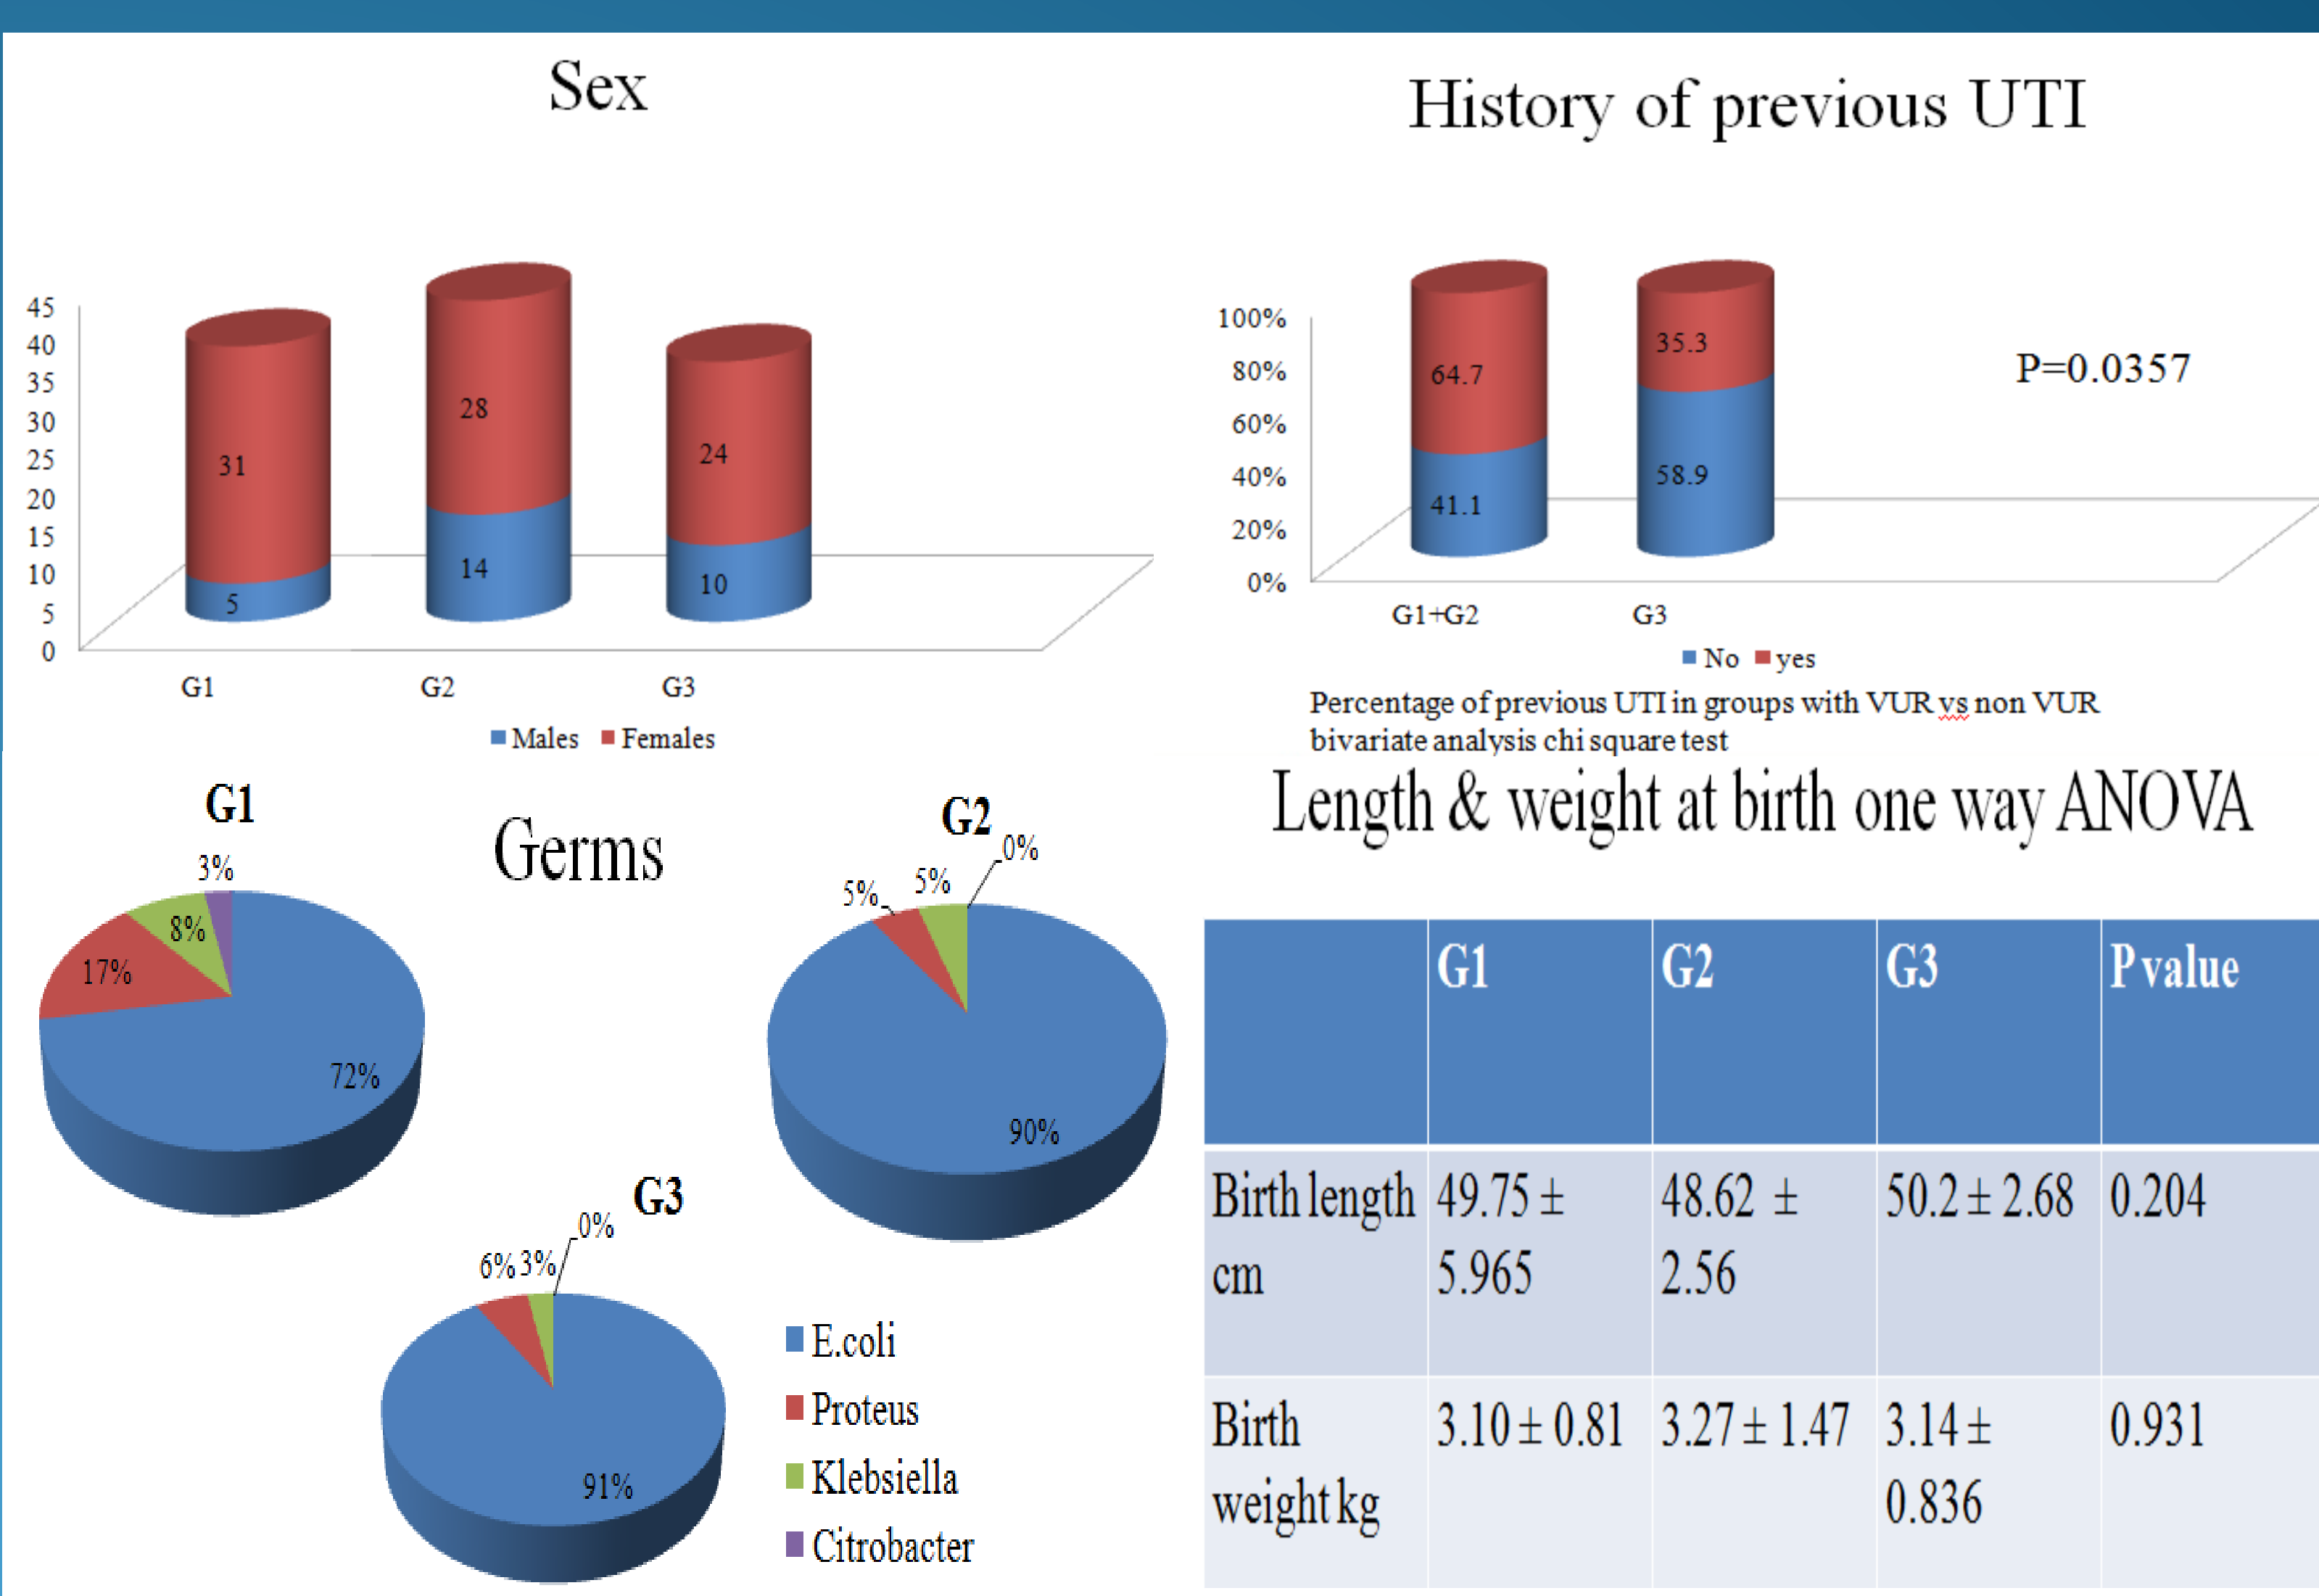 Sex
45
40
35
30
25
20
15
10
5
0
31
28
24
5
14
10
G1 G2 G3
Males Females
History of previous UTI
100%
80%
60%
40%
20%
0%
64.7
35.3
41.1
58.9
P=0.0357
G1+G2 G3
No yes
Percentage of previous UTI in groups with VUR vs non VUR
bivariate analysis chi square test
Germs
G1
3%
8%
17%
72%
G2
0%
5%
5%
90%
G3
0%
6% 3%
91%
E.coli
Proteus
Klebsiella
Citrobacter
Length & weight at birth one way ANOVA
G1 G2 G3 P value
Birth length 49.75 ± 48.62 ± 50.2 ± 2.68 0.204
cm 5.965 2.56
Birth 3.10 ± 0.81 3.27 ± 1.47 3.14 ± 0.931
weight kg 0.836